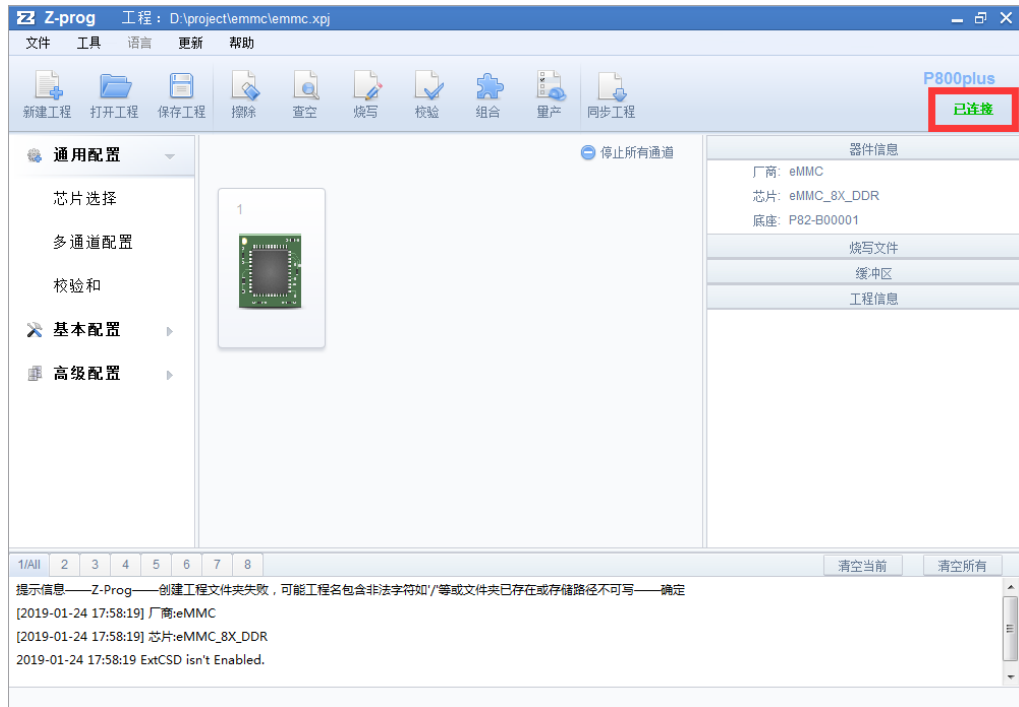 Z-prog 工程：D:\project\emmc\emmc.xpj
文件 工具 语言 更新 帮助
P800plus
新建工程 打开工程 保存工程 擦除 查空 烧写 校验 组合 量产 同步工程
已连接
通用配置
芯片选择
多通道配置
校验和
基本配置
高级配置
停止所有通道
1
器件信息
厂商: eMMC
芯片: eMMC_8X_DDR
底座: P82-B00001
烧写文件
缓冲区
工程信息
1/All 2 3 4 5 6 7 8 清空当前 清空所有
提示信息——Z-Prog——创建工程文件夹失败，可能工程名包含非法字符如'/'等或文件夹已存在或存储路径不可写——确定
[2019-01-24 17:58:19] 厂商:eMMC
[2019-01-24 17:58:19] 芯片:eMMC_8X_DDR
2019-01-24 17:58:19 ExtCSD isn't Enabled.